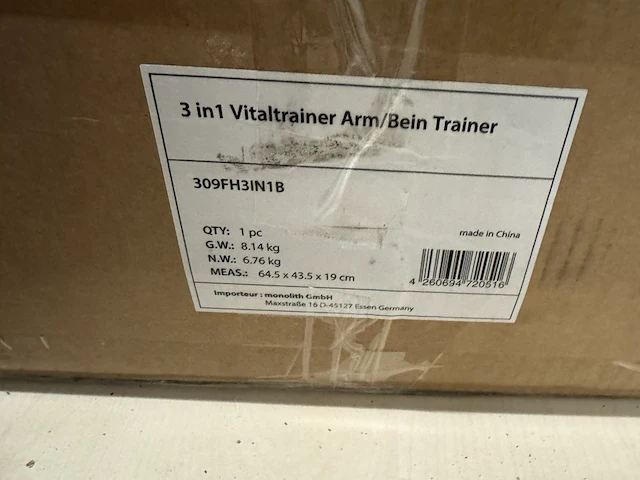 3 in1 Vitaltrainer Arm/Bein Trainer
309FH3IN1B
QTY: 1 pc
made in China
G.W.: 8.14 kg
N.W.: 6.76 kg
MEAS.: 64.5 x 43.5 x 19 cm
4 260694 720516
Importeur : monolith GmbH
Maxstraße 16 D-45127 Essen Germany